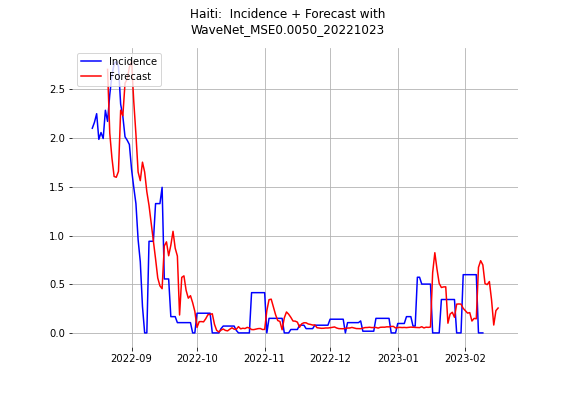 Haiti:  Incidence + Forecast with
WaveNet_MSE0.0050_20221023
Incidence
Forecast
2.5
2.0
1.5
1.0
0.5
0.0
2022-09 2022-10 2022-11 2022-12 2023-01 2023-02